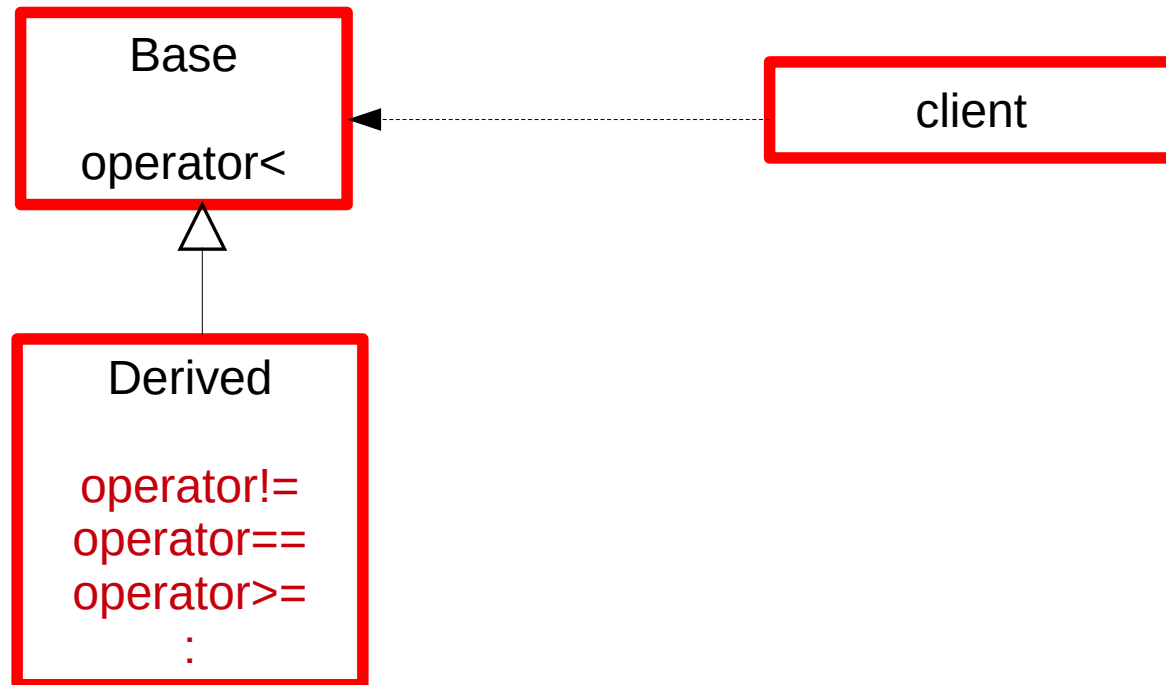 Base
operator<
client
Derived
operator!=
operator==
operator>=
: